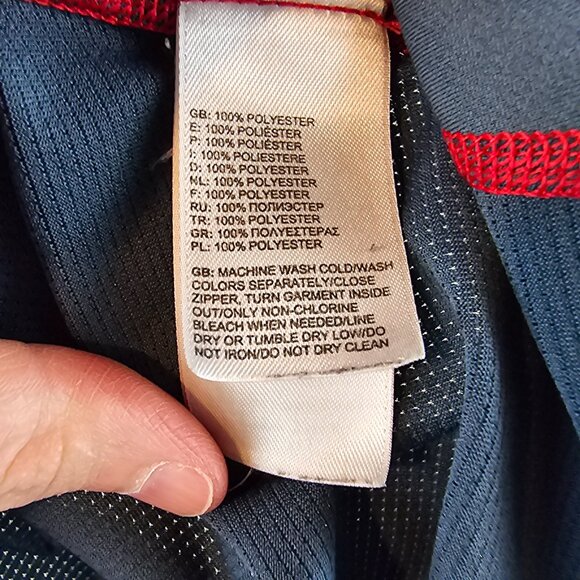 GB: 100% POLYESTER
E: 100% POLIÉSTER
P: 100% POLIÉSTER
I: 100% POLIESTERE
D: 100% POLYESTER
NL: 100% POLYESTER
F: 100% POLYESTER
RU: 100% ПОЛИЭСТЕР
TR: 100% POLYESTER
GR: 100% ΠΟΛΥΕΣΤΕΡΑΣ
PL: 100% POLYESTER
GB: MACHINE WASH COLD/WASH
COLORS SEPARATELY/CLOSE
ZIPPER, TURN GARMENT INSIDE
OUT/ONLY NON-CHLORINE
BLEACH WHEN NEEDED/LINE
DRY OR TUMBLE DRY LOW/DO
NOT IRON/DO NOT DRY CLEAN